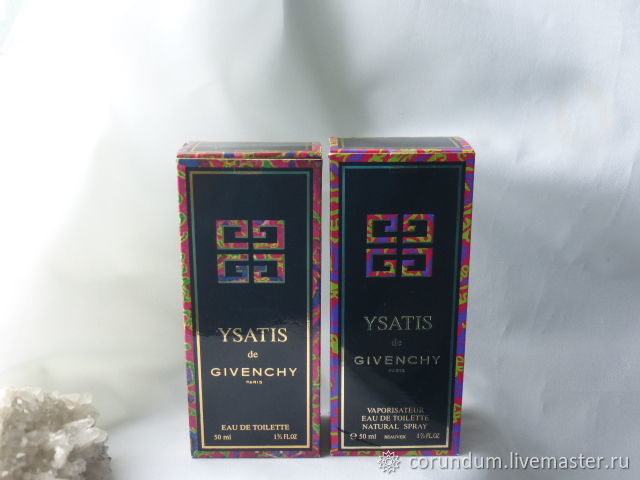 YSATIS
de
GIVENCHY
PARIS
EAU DE TOILETTE
50 ml 1⅔ FL.OZ
YSATIS
de
GIVENCHY
PARIS
VAPORISATEUR
EAU DE TOILETTE
NATURAL SPRAY
℮ 50 ml BEAUVER 1⅔ FL.OZ
corundum.livemaster.ru